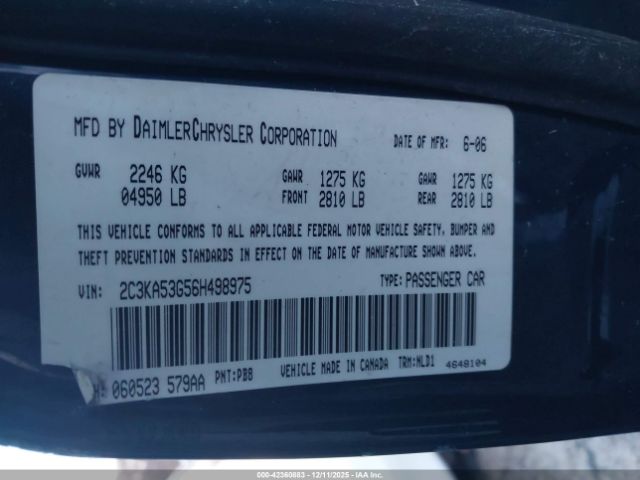 MFD BY DAIMLERCHRYSLER CORPORATION DATE OF MFR: 6-06
GVWR 2246 KG GAWR 1275 KG GAWR 1275 KG
04950 LB FRONT 2810 LB REAR 2810 LB
THIS VEHICLE CONFORMS TO ALL APPLICABLE FEDERAL MOTOR VEHICLE SAFETY, BUMPER AND
THEFT PREVENTION STANDARDS IN EFFECT ON THE DATE OF MANUFACTURE SHOWN ABOVE.
VIN: 2C3KA53G56H498975 TYPE: PASSENGER CAR
060523 579AA PNT:PB8 VEHICLE MADE IN CANADA TRM:NLD1 4648104
000-42360883 - 12/11/2025 - IAA Inc.